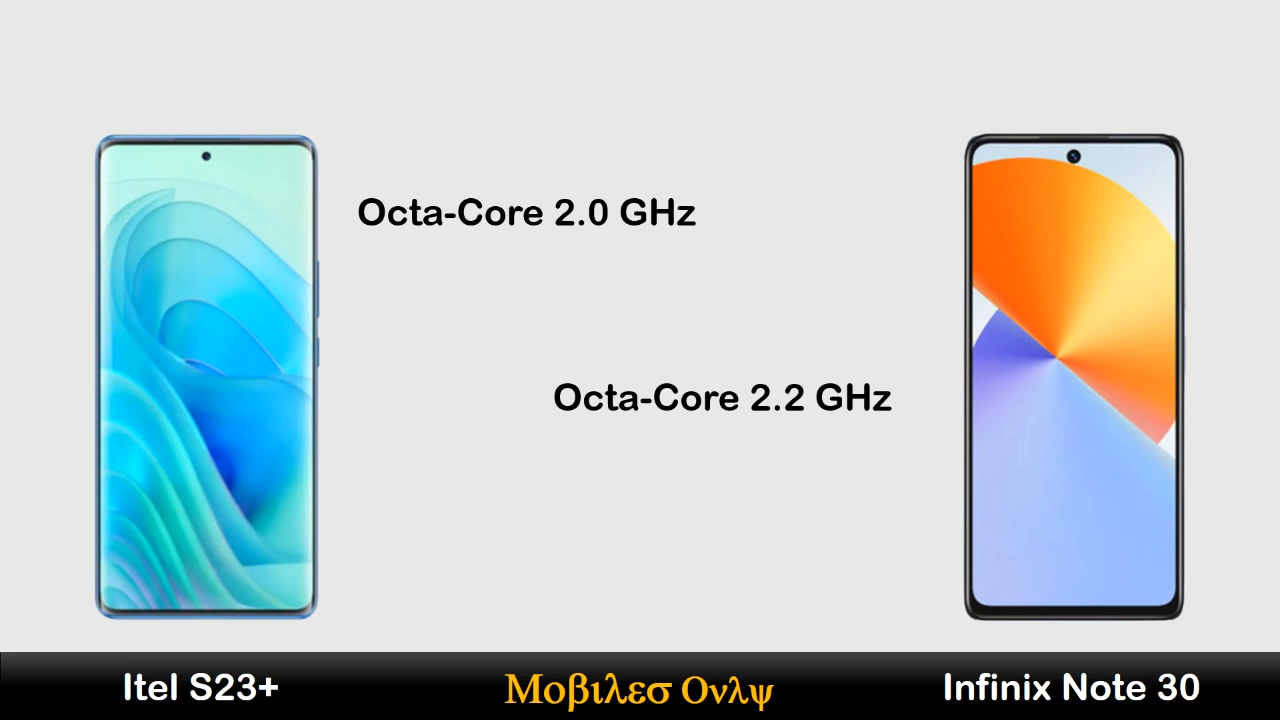 Octa-Core 2.0 GHz
Octa-Core 2.2 GHz
Itel S23+
Μοβιλεσ Ονλψ
Infinix Note 30